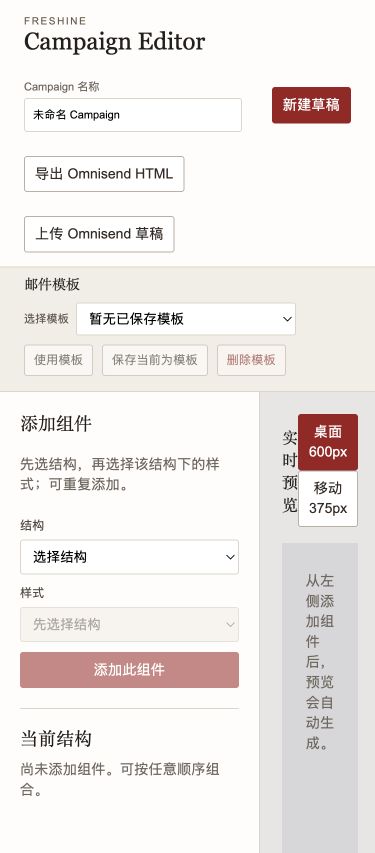 FRESHINE
Campaign Editor
Campaign 名称
未命名 Campaign
新建草稿
导出 Omnisend HTML
上传 Omnisend 草稿
邮件模板
选择模板
暂无已保存模板
使用模板
保存当前为模板
删除模板
添加组件
先选结构，再选择该结构下的样
式；可重复添加。
结构
选择结构
样式
先选择结构
添加此组件
当前结构
尚未添加组件。可按任意顺序组
合。
实
时
预
览
桌面
600px
移动
375px
从左
侧添
加组
件
后，
预览
会自
动生
成。